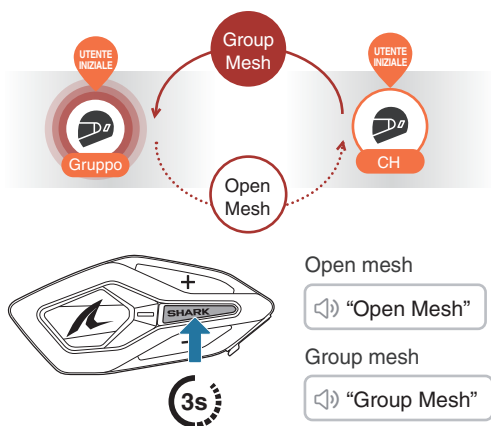 Group
Mesh
UTENTE
INIZIALE
UTENTE
INIZIALE
Gruppo
CH
Open
Mesh
SHARK
3s
Open mesh
“Open Mesh”
Group mesh
“Group Mesh”